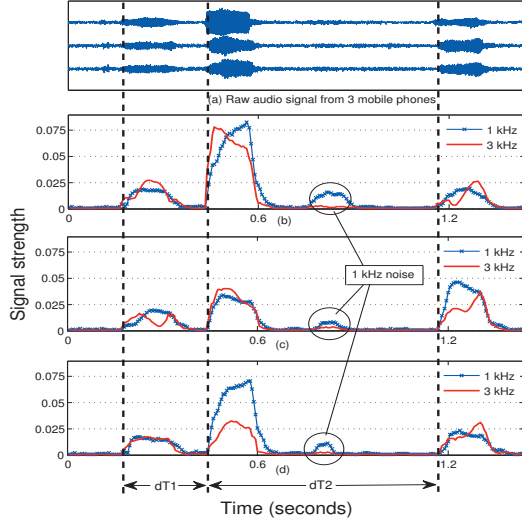 (a) Raw audio signal from 3 mobile phones
0.075
0.05
0.025
0
1 kHz
3 kHz
0 0.6 1.2
(b)
Signal strength
1 kHz noise
0.075
0.05
0.025
0
1 kHz
3 kHz
0 0.6 1.2
(c)
0.075
0.05
0.025
0
1 kHz
3 kHz
0 0.6 1.2
(d)
dT1 dT2
Time (seconds)